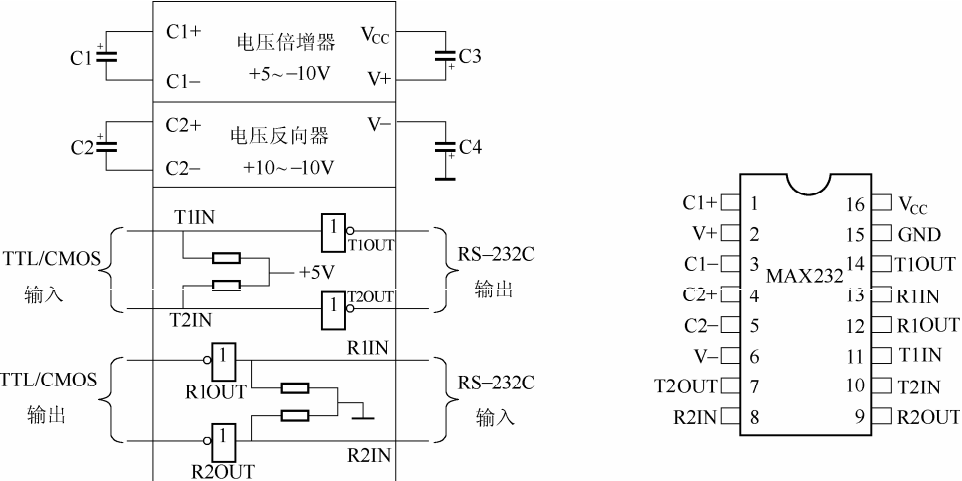 C1+
电压倍增器
VCC
C1
C3
+5~-10V
C1-
V+
C2+
电压反向器
V-
C2
C4
C2-
+10~-10V
T1IN
1
T1OUT
TTL/CMOS
输入
+5V
RS-232C
输出
T2OUT
1
T2IN
1
R1IN
R1OUT
TTL/CMOS
输出
RS-232C
输入
1
R2IN
R2OUT
C1+ 1 16 VCC
V+ 2 15 GND
C1- 3 14 T1OUT
MAX232
C2+ 4 13 R1IN
C2- 5 12 R1OUT
V- 6 11 T1IN
T2OUT 7 10 T2IN
R2IN 8 9 R2OUT